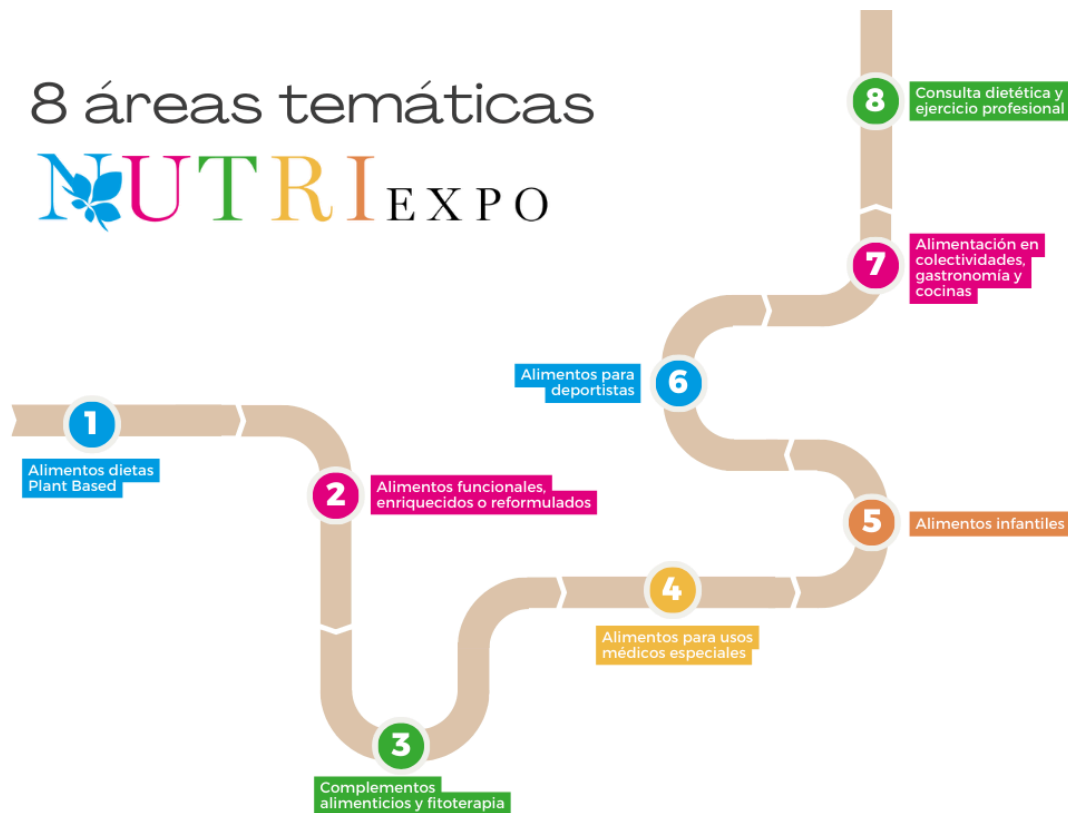 8 áreas temáticas
NUTRI EXPO
1
Alimentos dietas
Plant Based
2
Alimentos funcionales,
enriquecidos o reformulados
3
Complementos
alimenticios y fitoterapia
4
Alimentos para usos
médicos especiales
5
Alimentos infantiles
6
Alimentos para
deportistas
7
Alimentación en
colectividades,
gastronomía y
cocinas
8
Consulta dietética y
ejercicio profesional